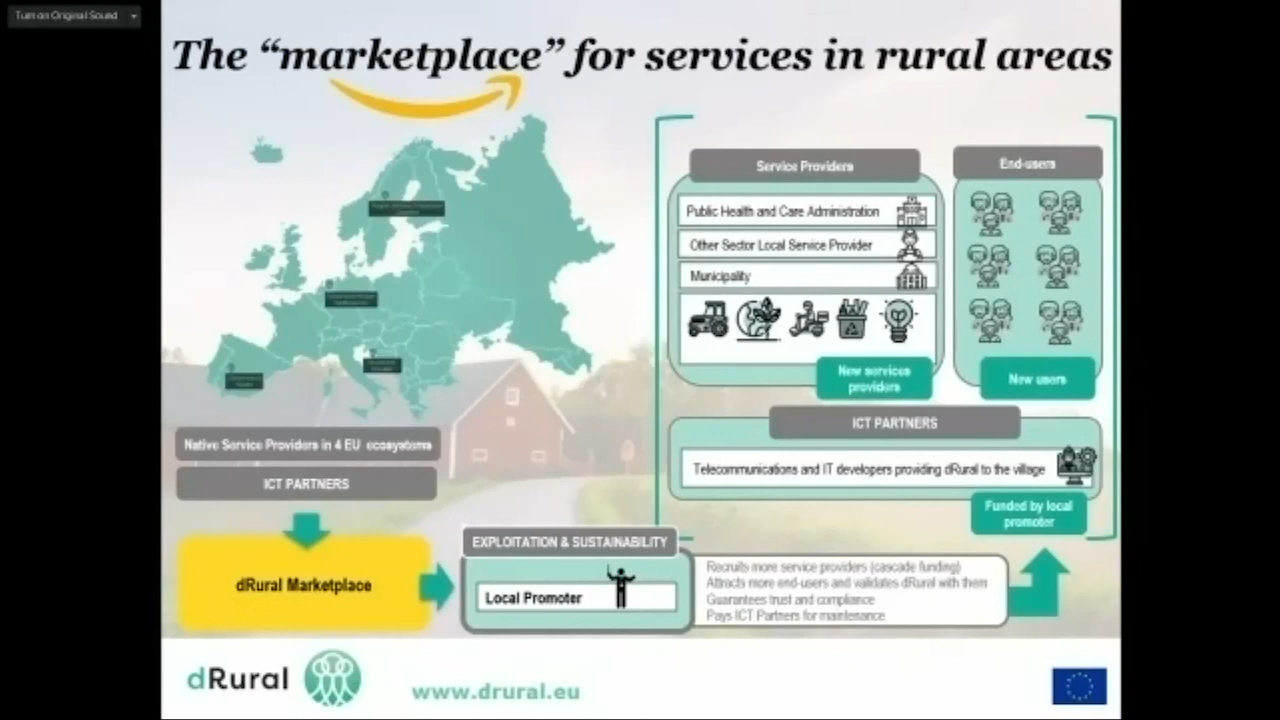 Turn on Original Sound
The “marketplace” for services in rural areas
Service Providers
Public Health and Care Administration
Other Sector Local Service Provider
Municipality
New services
providers
End-users
New users
ICT PARTNERS
Telecommunications and IT developers providing dRural to the village
Funded by local
promoter
Native Service Providers in 4 EU ecosystems
ICT PARTNERS
dRural Marketplace
EXPLOITATION & SUSTAINABILITY
Local Promoter
Recruits more service providers (cascade funding)
Attracts more end-users and validates dRural with them
Guarantees trust and compliance
Pays ICT Partners for maintenance
dRural
www.drural.eu